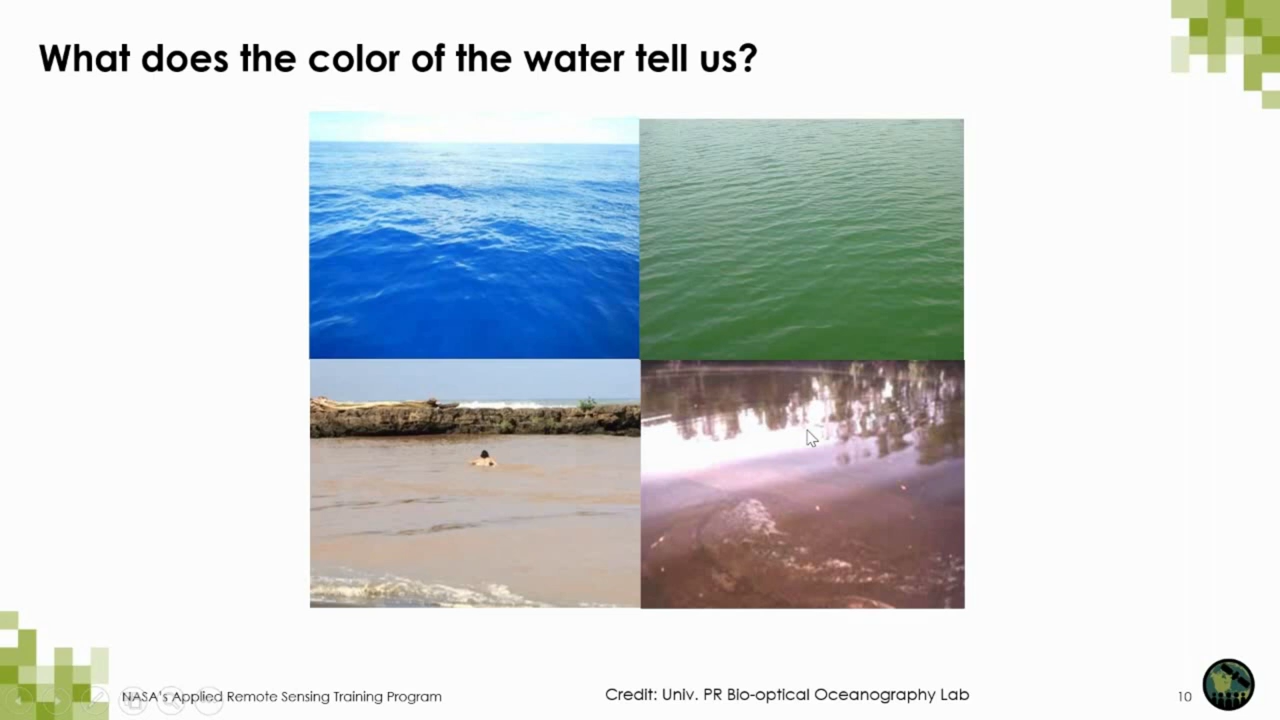 What does the color of the water tell us?
NASA's Applied Remote Sensing Training Program
Credit: Univ. PR Bio-optical Oceanography Lab
10